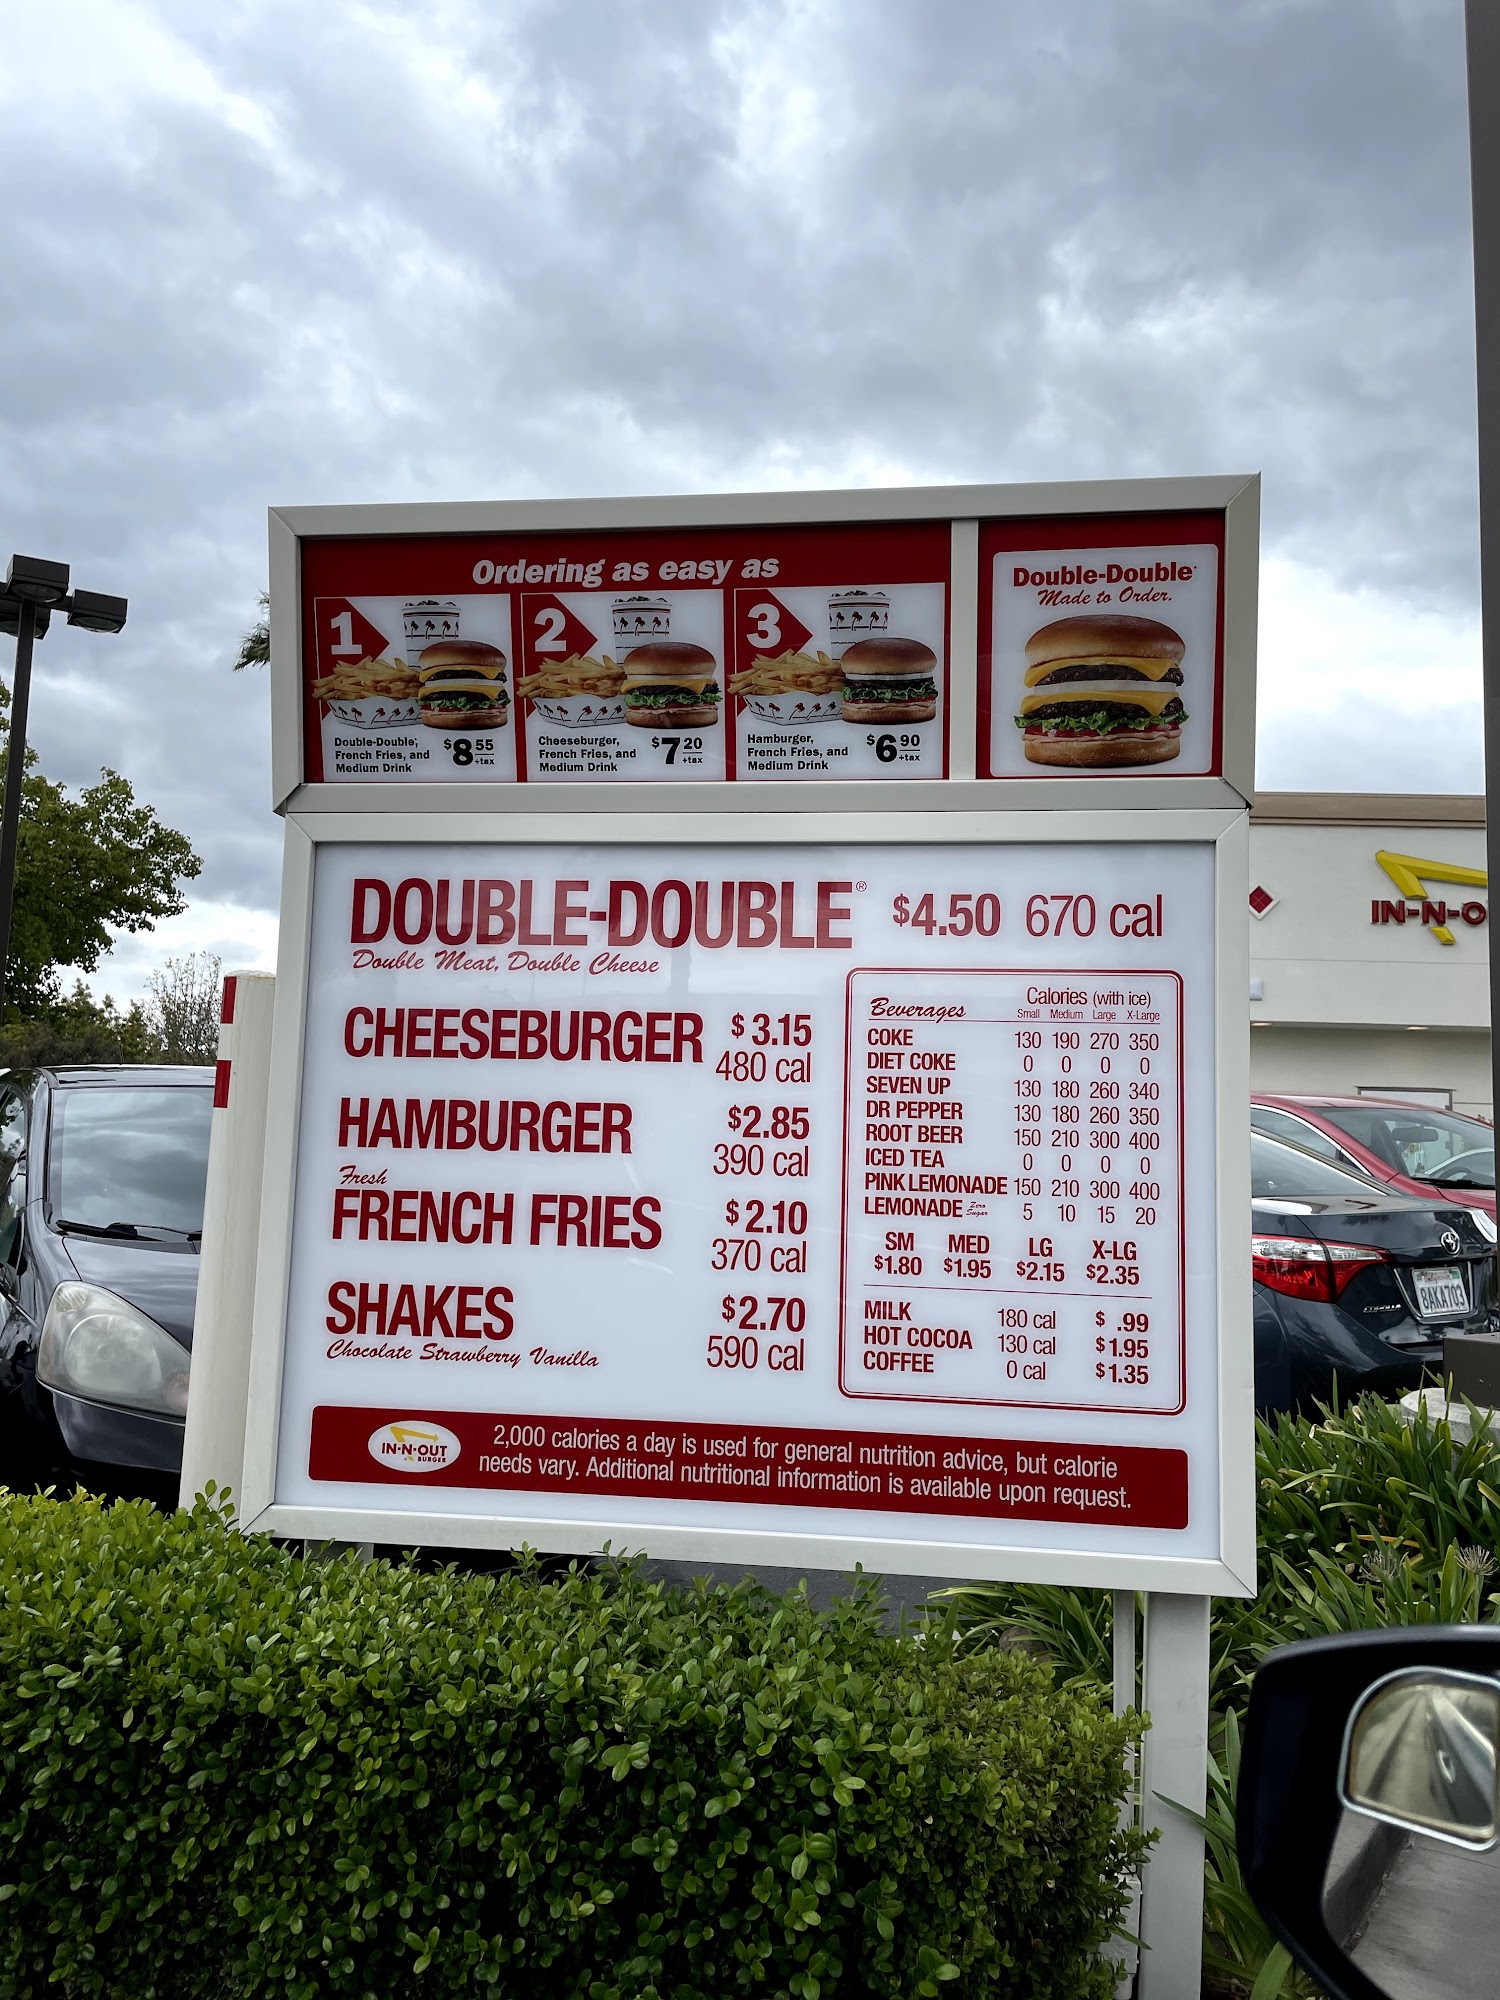 Ordering as easy as
1
Double-Double®,
French Fries, and
Medium Drink
$8 55
+tax
2
Cheeseburger,
French Fries, and
Medium Drink
$7 20
+tax
3
Hamburger,
French Fries, and
Medium Drink
$6 90
+tax
Double-Double®
Made to Order.
DOUBLE-DOUBLE® $4.50 670 cal
Double Meat, Double Cheese
CHEESEBURGER $3.15
480 cal
HAMBURGER $2.85
390 cal
Fresh
FRENCH FRIES $2.10
370 cal
SHAKES $2.70
Chocolate Strawberry Vanilla 590 cal
Beverages Calories (with ice)
Small Medium Large X-Large
COKE 130 190 270 350
DIET COKE 0 0 0 0
SEVEN UP 130 180 260 340
DR PEPPER 130 180 260 350
ROOT BEER 150 210 300 400
ICED TEA 0 0 0 0
PINK LEMONADE 150 210 300 400
LEMONADE Zero Sugar 5 10 15 20
SM MED LG X-LG
$1.80 $1.95 $2.15 $2.35
MILK 180 cal $ .99
HOT COCOA 130 cal $1.95
COFFEE 0 cal $1.35
IN-N-OUT
BURGER
2,000 calories a day is used for general nutrition advice, but calorie
needs vary. Additional nutritional information is available upon request.
IN-N-O
8AKA703